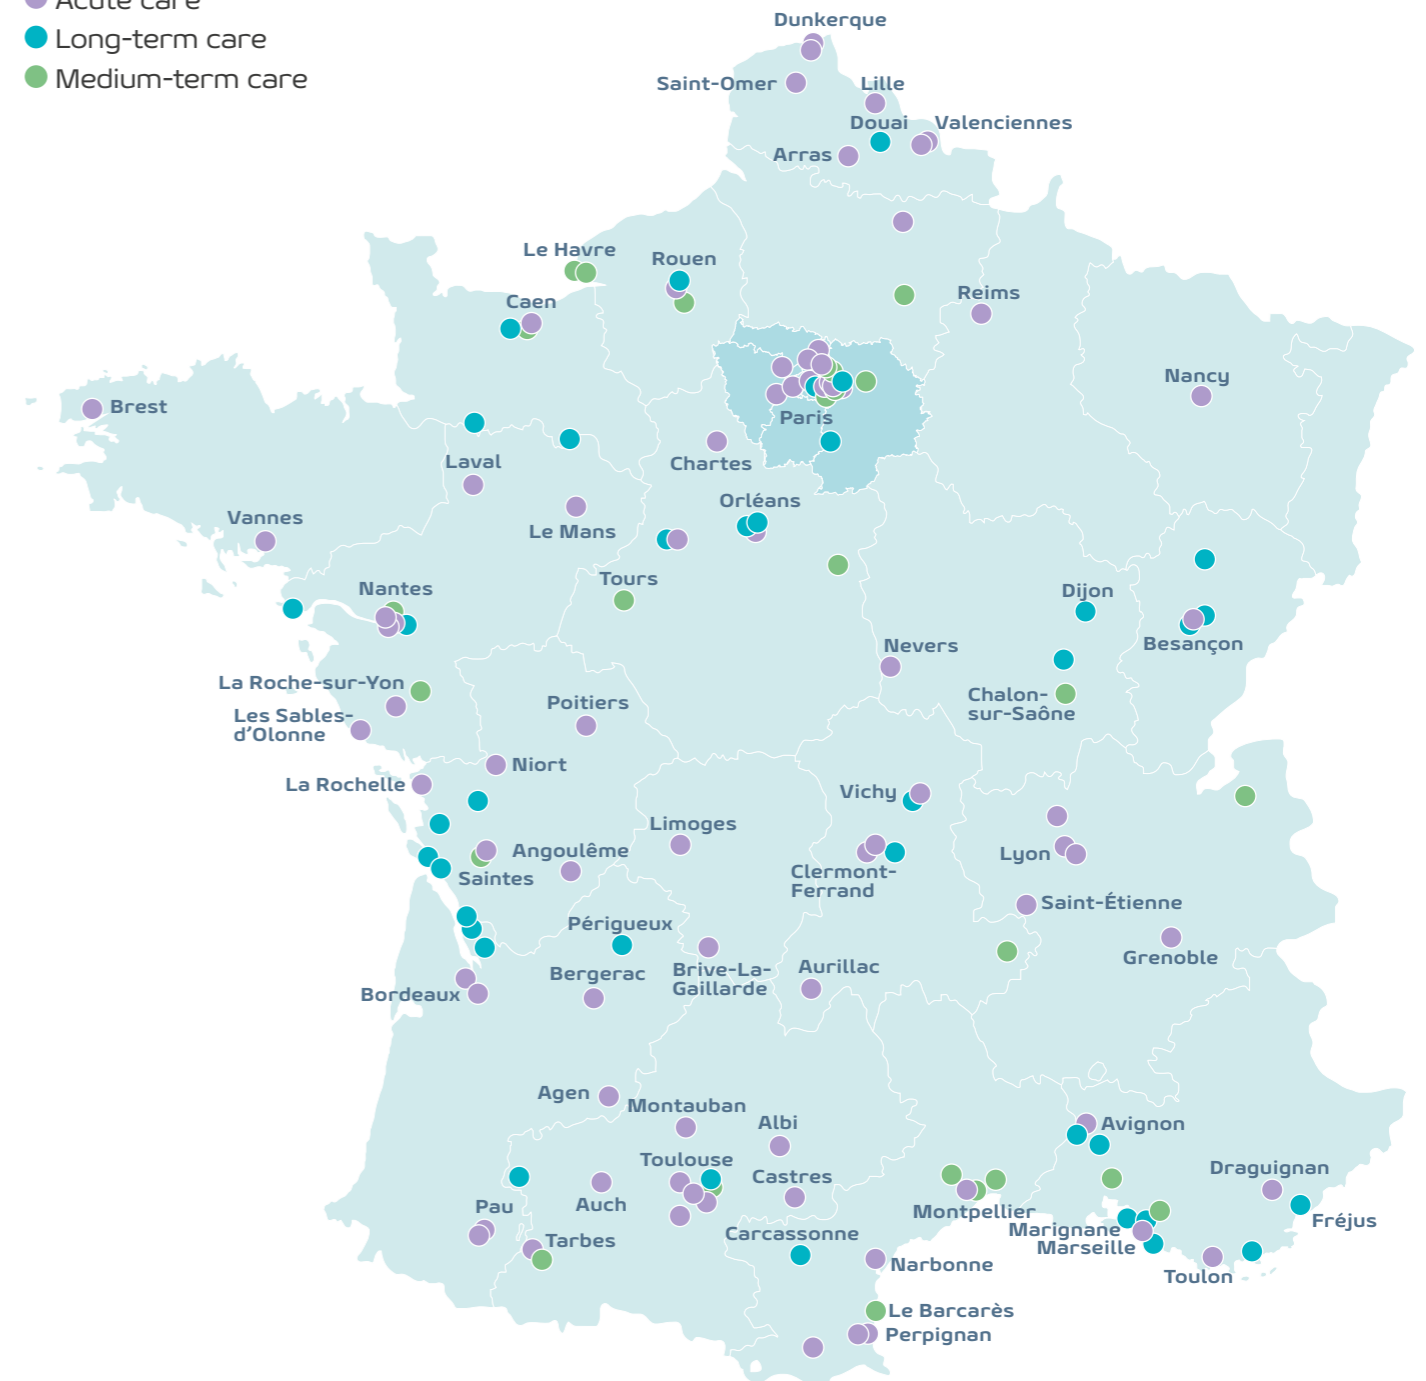 Acute care
Long-term care
Medium-term care
Dunkerque
Saint-Omer
Lille
Douai
Valenciennes
Arras
Le Havre
Rouen
Caen
Reims
Nancy
Brest
Paris
Laval
Chartes
Orléans
Vannes
Le Mans
Tours
Nantes
Dijon
Besançon
Nevers
La Roche-sur-Yon
Chalon-
sur-Saône
Poitiers
Les Sables-
d'Olonne
Niort
La Rochelle
Vichy
Limoges
Angoulême
Lyon
Clermont-
Ferrand
Saintes
Saint-Étienne
Périgueux
Grenoble
Brive-La-
Gaillarde
Aurillac
Bergerac
Bordeaux
Agen
Montauban
Albi
Avignon
Toulouse
Castres
Draguignan
Auch
Pau
Montpellier
Fréjus
Marignane
Marseille
Carcassonne
Tarbes
Narbonne
Toulon
Le Barcarès
Perpignan